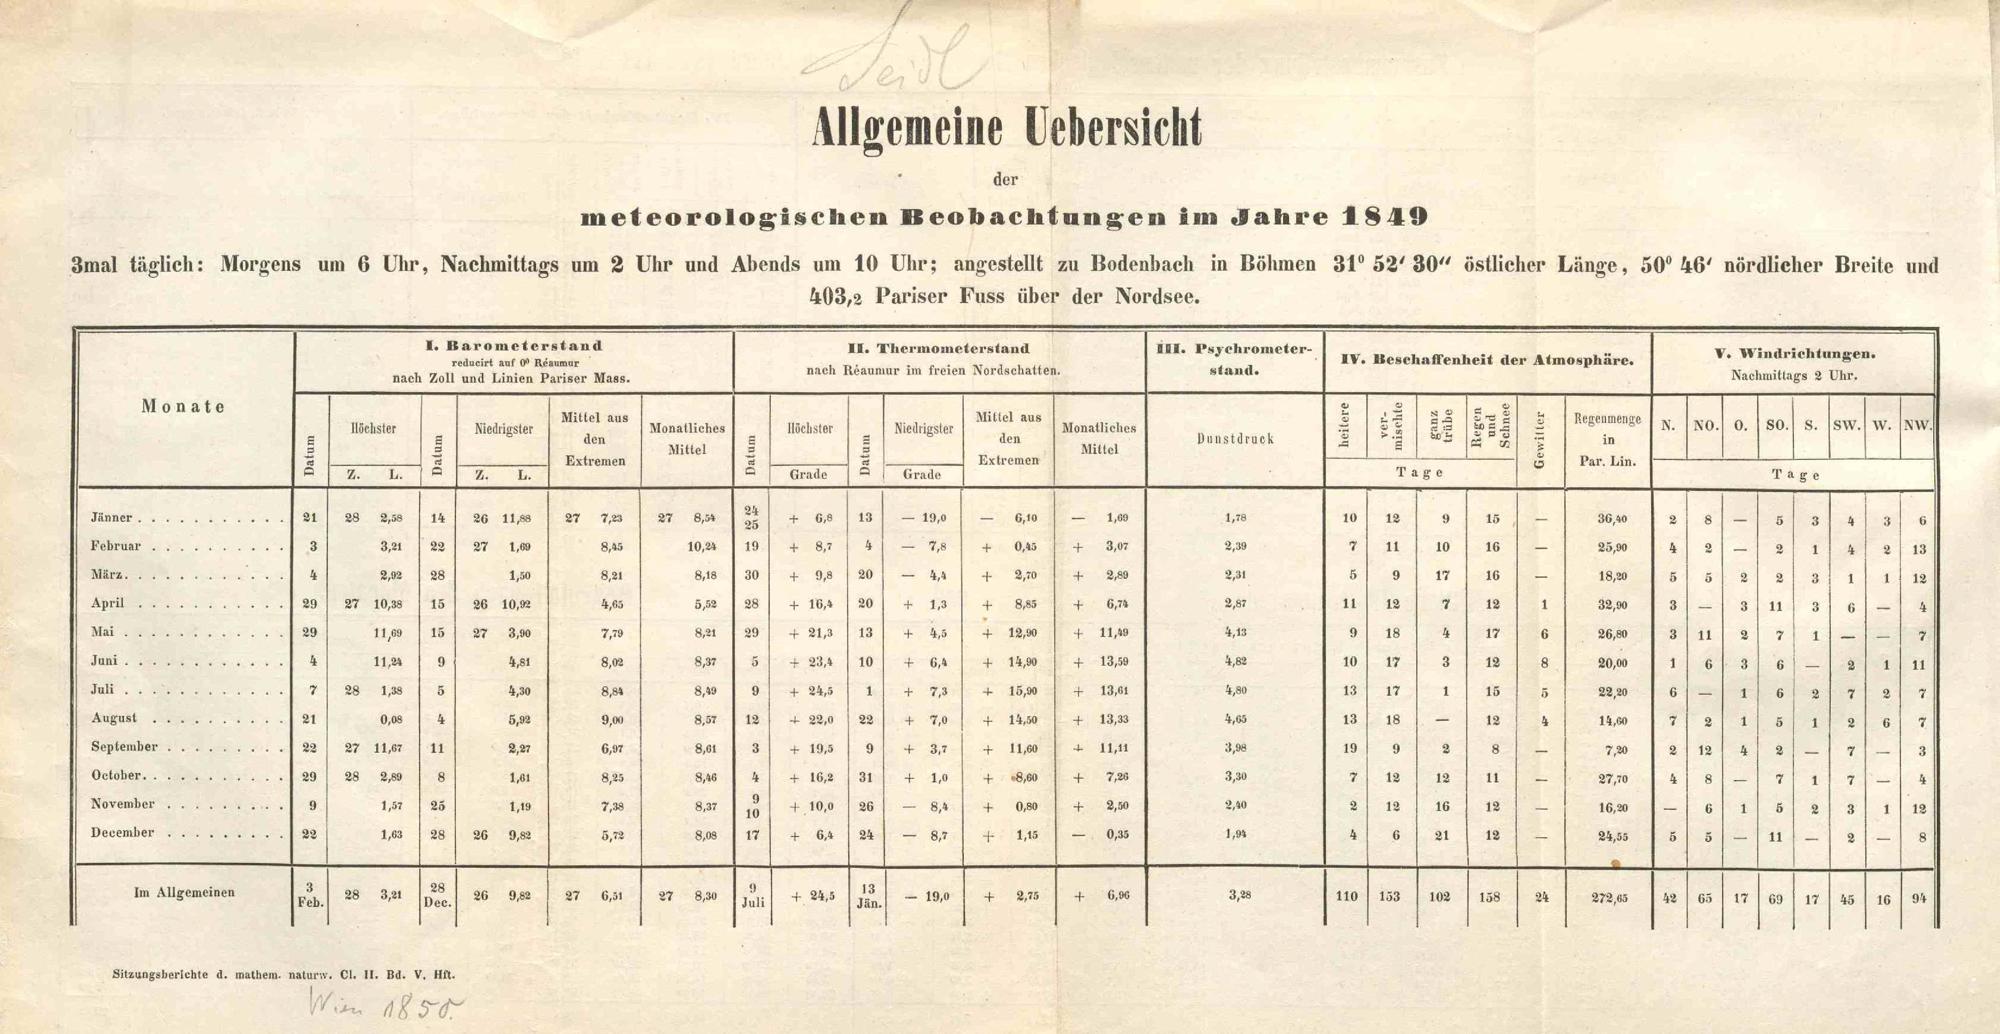 Seidl
Allgemeine Uebersicht
der
meteorologischen Beobachtungen im Jahre 1849
3mal täglich: Morgens um 6 Uhr, Nachmittags um 2 Uhr und Abends um 10 Uhr; angestellt zu Bodenbach in Böhmen 31⁰ 52′ 30″ östlicher Länge, 50⁰ 46′ nördlicher Breite und
403,2 Pariser Fuss über der Nordsee.
Monate
I. Barometerstand
reducirt auf 0⁰ Réaumur
nach Zoll und Linien Pariser Mass.
II. Thermometerstand
nach Réaumur im freien Nordschatten.
III. Psychrometer-
stand.
IV. Beschaffenheit der Atmosphäre.
V. Windrichtungen.
Nachmittags 2 Uhr.
Datum Höchster Datum Niedrigster Mittel aus den Extremen Monatliches Mittel Datum Höchster Datum Niedrigster Mittel aus den Extremen Monatliches Mittel Dunstdruck heitere ver-mischte ganz trübe Regen und Schnee Gewitter Regenmenge in Par. Lin. N. NO. O. SO. S. SW. W. NW.
Z. L. Z. L. Grade Grade Tage Tage
Jänner . . . . . . . . . . . 21 28 2,58 14 26 11,88 27 7,23 27 8,54 24 25 + 6,8 13 — 19,0 — 6,10 — 1,69 1,78 10 12 9 15 — 36,40 2 8 — 5 3 4 3 6
Februar . . . . . . . . . . 3 3,21 22 27 1,69 8,45 10,24 19 + 8,7 4 — 7,8 + 0,45 + 3,07 2,39 7 11 10 16 — 25,90 4 2 — 2 1 4 2 13
März. . . . . . . . . . . . 4 2,92 28 1,50 8,21 8,18 30 + 9,8 20 — 4,4 + 2,70 + 2,89 2,31 5 9 17 16 — 18,20 5 5 2 2 3 1 1 12
April . . . . . . . . . . . 29 27 10,38 15 26 10,92 4,65 5,52 28 + 16,4 20 + 1,3 + 8,85 + 6,74 2,87 11 12 7 12 1 32,90 3 — 3 11 3 6 — 4
Mai . . . . . . . . . . . . 29 11,69 15 27 3,90 7,79 8,21 29 + 21,3 13 + 4,5 + 12,90 + 11,49 4,13 9 18 4 17 6 26,80 3 11 2 7 1 — — 7
Juni . . . . . . . . . . . . 4 11,24 9 4,81 8,02 8,37 5 + 23,4 10 + 6,4 + 14,90 + 13,59 4,82 10 17 3 12 8 20,00 1 6 3 6 — 2 1 11
Juli . . . . . . . . . . . . 7 28 1,38 5 4,30 8,84 8,49 9 + 24,5 1 + 7,3 + 15,90 + 13,61 4,80 13 17 1 15 5 22,20 6 — 1 6 2 7 2 7
August . . . . . . . . . . 21 0,08 4 5,92 9,00 8,57 12 + 22,0 22 + 7,0 + 14,50 + 13,33 4,65 13 18 — 12 4 14,60 7 2 1 5 1 2 6 7
September . . . . . . . . . 22 27 11,67 11 2,27 6,97 8,61 3 + 19,5 9 + 3,7 + 11,60 + 11,11 3,98 19 9 2 8 — 7,20 2 12 4 2 — 7 — 3
October. . . . . . . . . . . 29 28 2,89 8 1,61 8,25 8,46 4 + 16,2 31 + 1,0 + 8,60 + 7,26 3,30 7 12 12 11 — 27,70 4 8 — 7 1 7 — 4
November . . . . . . . . . 9 1,57 25 1,19 7,38 8,37 9 10 + 10,0 26 — 8,4 + 0,80 + 2,50 2,40 2 12 16 12 — 16,20 — 6 1 5 2 3 1 12
December . . . . . . . . . 22 1,63 28 26 9,82 5,72 8,08 17 + 6,4 24 — 8,7 + 1,15 — 0,35 1,94 4 6 21 12 — 24,55 5 5 — 11 — 2 — 8
Im Allgemeinen 3 Feb. 28 3,21 28 Dec. 26 9,82 27 6,51 27 8,30 9 Juli + 24,5 13 Jän. — 19,0 + 2,75 + 6,96 3,28 110 153 102 158 24 272,65 42 65 17 69 17 45 16 94
Sitzungsberichte d. mathem. naturw. Cl. II. Bd. V. Hft.
Wien 1850.